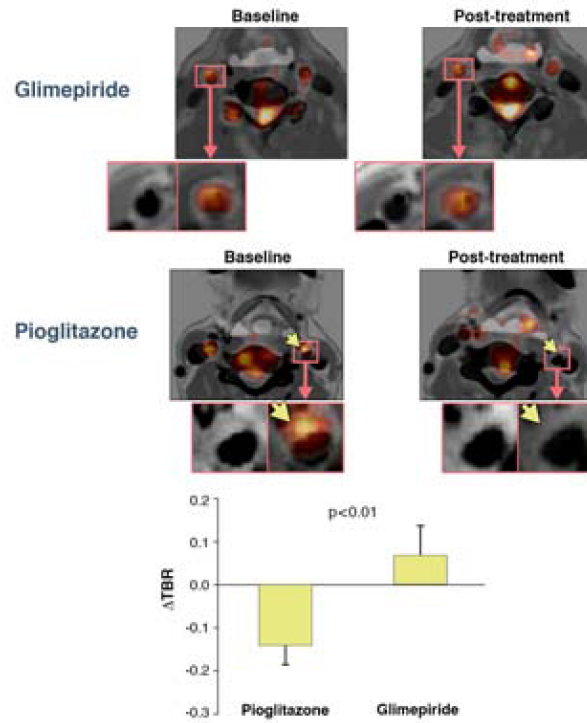 Baseline Post-treatment
Glimepiride
Baseline Post-treatment
Pioglitazone
0.2
p<0.01
0.1
0.0
ΔTBR
-0.1
-0.2
-0.3
Pioglitazone Glimepiride